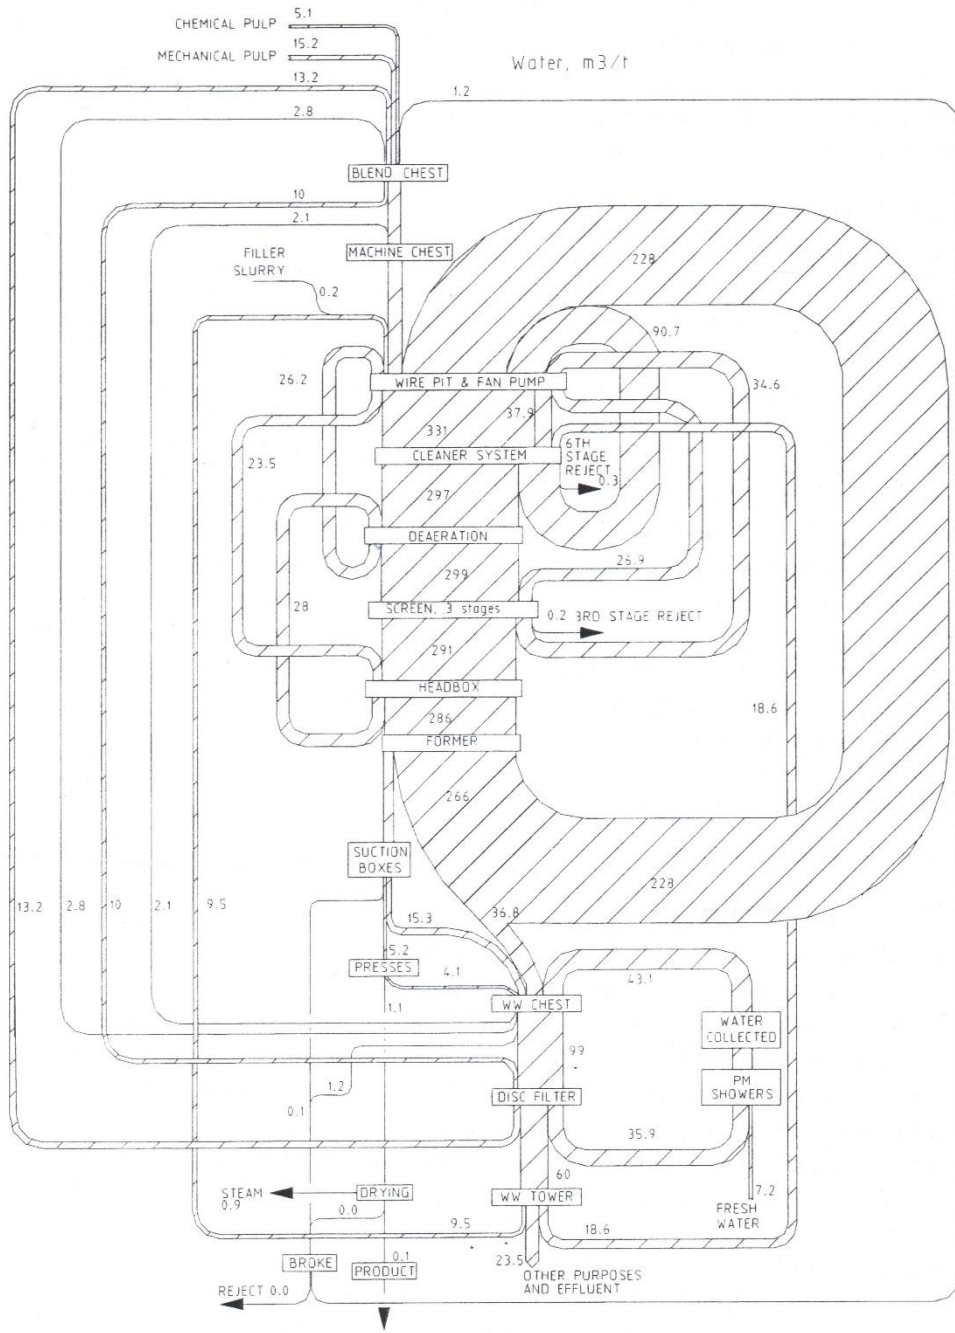 CHEMICAL PULP
5.1
MECHANICAL PULP
15.2
Water, m3/t
13.2
1.2
2.8
BLEND CHEST
10
2.1
MACHINE CHEST
FILLER
SLURRY
0.2
228
90.7
26.2
WIRE PIT & FAN PUMP
34.6
37.9
331
CLEANER SYSTEM
6TH
STAGE
REJECT
0.3
23.5
297
DEAERATION
26.9
299
28
SCREEN, 3 stages
0.2 3RD STAGE REJECT
291
HEADBOX
286
18.6
FORMER
266
SUCTION
BOXES
228
13.2
2.8
10
2.1
9.5
36.8
15.3
5.2
PRESSES
4.1
43.1
1.1
WW CHEST
WATER
COLLECTED
99
1.2
PM
SHOWERS
DISC FILTER
0.1
35.9
60
STEAM
0.9
DRYING
WW TOWER
7.2
FRESH
WATER
0.0
9.5
18.6
BROKE
0.1
PRODUCT
23.5
OTHER PURPOSES
AND EFFLUENT
REJECT 0.0